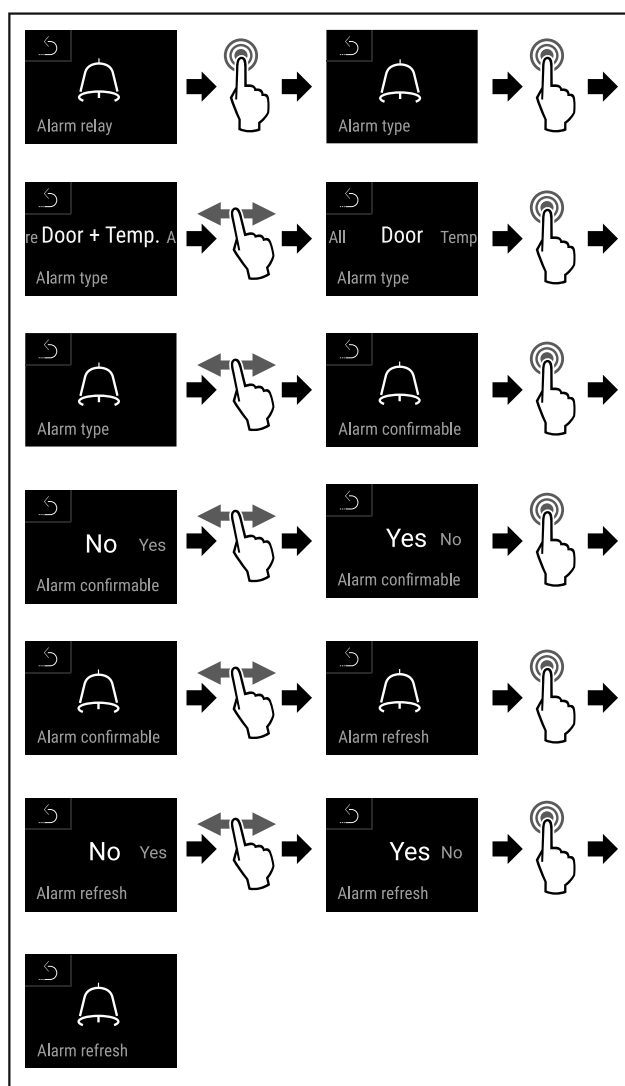 Alarm relay
Alarm type
re Door + Temp. A
Alarm type
All Door Temp
Alarm type
Alarm type
Alarm confirmable
No Yes
Alarm confirmable
Yes No
Alarm confirmable
Alarm confirmable
Alarm refresh
No Yes
Alarm refresh
Yes No
Alarm refresh
Alarm refresh